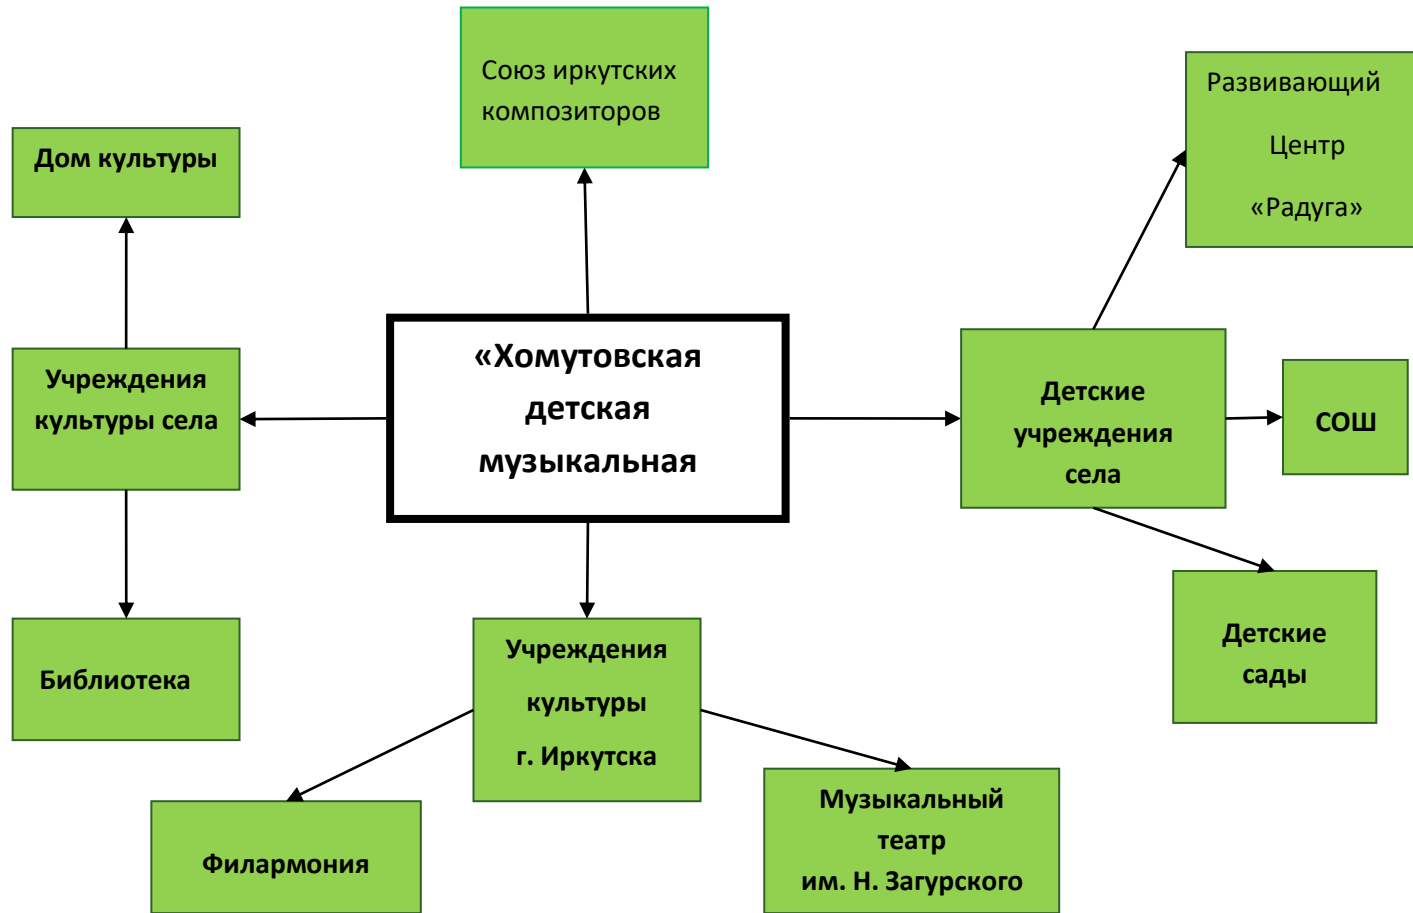 Союз иркутских
композиторов
Развивающий
Центр
«Радуга»
Дом культуры
«Хомутовская
детская
музыкальная
Учреждения
культуры села
Детские
учреждения
села
СОШ
Библиотека
Учреждения
культуры
г. Иркутска
Детские
сады
Филармония
Музыкальный
театр
им. Н. Загурского